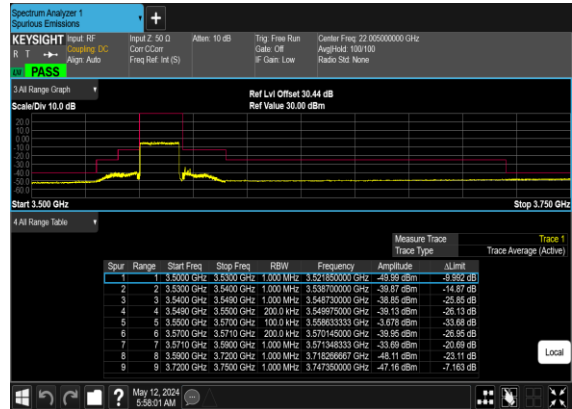 Spectrum Analyzer 1
Spurious Emissions
KEYSIGHT Input: RF Input Z: 50 Ω Atten: 10 dB Trig: Free Run Center Freq: 22.005000000 GHz
R T Coupling: DC Corr CCorr Gate: Off Avg|Hold: 100/100
Align: Auto Freq Ref: Int (S) IF Gain: Low Radio Std: None
PASS
3 All Range Graph
Ref Lvl Offset 30.44 dB
Scale/Div 10.0 dB Ref Value 30.00 dBm
20.0
10.0
0.00
-10.0
-20.0
-30.0
-40.0
-50.0
-60.0
Start 3.500 GHz Stop 3.750 GHz
4 All Range Table
Measure Trace Trace 1
Trace Type Trace Average (Active)
Spur Range Start Freq Stop Freq RBW Frequency Amplitude ΔLimit
1 1 3.5000 GHz 3.5300 GHz 1.000 MHz 3.521850000 GHz -49.99 dBm -9.992 dB
2 2 3.5300 GHz 3.5400 GHz 1.000 MHz 3.538700000 GHz -39.87 dBm -14.87 dB
3 3 3.5400 GHz 3.5490 GHz 1.000 MHz 3.548730000 GHz -38.85 dBm -25.85 dB
4 4 3.5490 GHz 3.5500 GHz 200.0 kHz 3.549975000 GHz -39.13 dBm -26.13 dB
5 5 3.5500 GHz 3.5700 GHz 100.0 kHz 3.558633333 GHz -3.678 dBm -33.68 dB
6 6 3.5700 GHz 3.5710 GHz 200.0 kHz 3.570145000 GHz -39.95 dBm -26.95 dB
7 7 3.5710 GHz 3.5900 GHz 1.000 MHz 3.571348333 GHz -33.69 dBm -20.69 dB
8 8 3.5900 GHz 3.7200 GHz 1.000 MHz 3.718266667 GHz -48.11 dBm -23.11 dB
9 9 3.7200 GHz 3.7500 GHz 1.000 MHz 3.747350000 GHz -47.16 dBm -7.163 dB
Local
May 12, 2024
5:58:01 AM